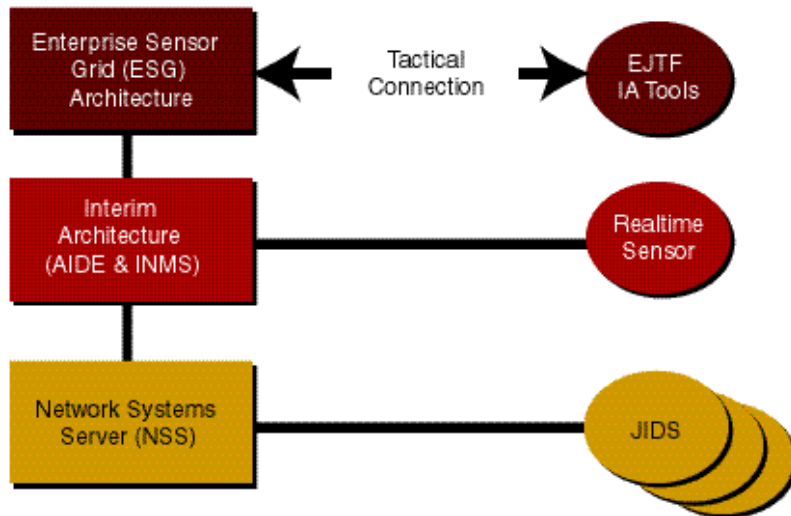 Enterprise Sensor
Grid (ESG)
Architecture
Tactical
Connection
EJTF
IA Tools
Interim
Architecture
(AIDE & INMS)
Realtime
Sensor
Network Systems
Server (NSS)
JIDS